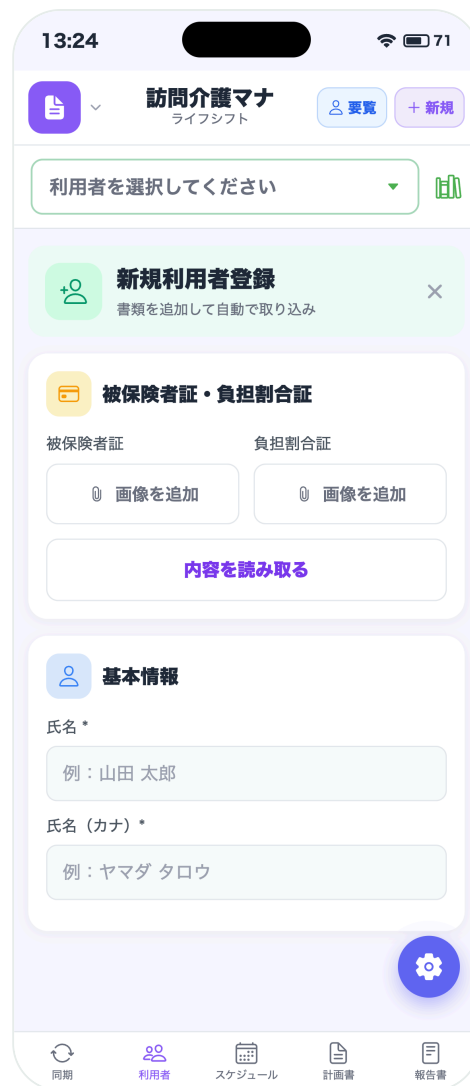 13:24
71
訪問介護マナ
ライフシフト
要覧
+ 新規
利用者を選択してください
新規利用者登録
書類を追加して自動で取り込み
被保険者証・負担割合証
被保険者証
負担割合証
画像を追加
画像を追加
内容を読み取る
基本情報
氏名 *
例：山田 太郎
氏名（カナ）*
例：ヤマダ タロウ
同期
利用者
スケジュール
計画書
報告書